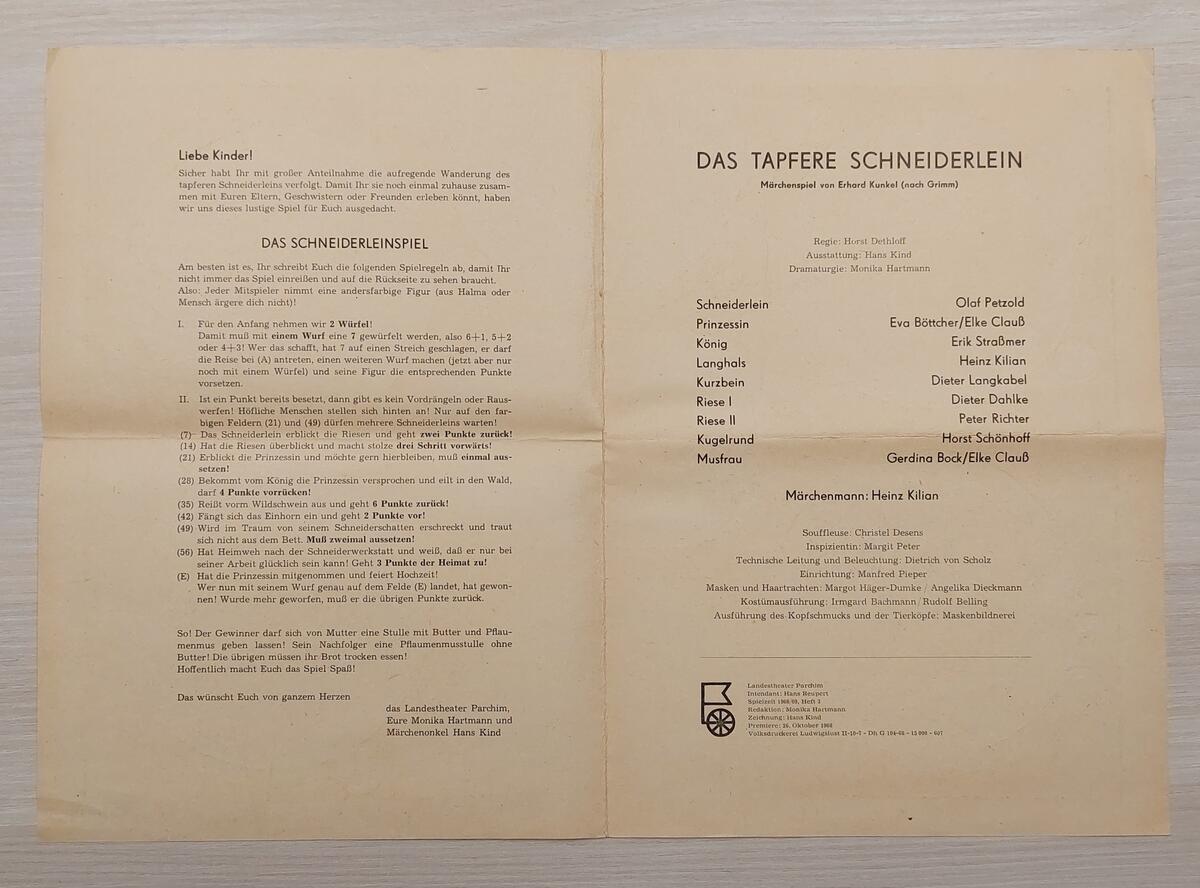 Liebe Kinder!
Sicher habt Ihr mit großer Anteilnahme die aufregende Wanderung des
tapferen Schneiderleins verfolgt. Damit Ihr sie noch einmal zuhause zusam-
men mit Euren Eltern, Geschwistern oder Freunden erleben könnt, haben
wir uns dieses lustige Spiel für Euch ausgedacht.
DAS SCHNEIDERLEINSPIEL
Am besten ist es, Ihr schreibt Euch die folgenden Spielregeln ab, damit Ihr
nicht immer das Spiel einreißen und auf die Rückseite zu sehen braucht.
Also: Jeder Mitspieler nimmt eine andersfarbige Figur (aus Halma oder
Mensch ärgere dich nicht)!
I. Für den Anfang nehmen wir 2 Würfel!
Damit muß mit einem Wurf eine 7 gewürfelt werden, also 6+1, 5+2
oder 4+3! Wer das schafft, hat 7 auf einen Streich geschlagen, er darf
die Reise bei (A) antreten, einen weiteren Wurf machen (jetzt aber nur
noch mit einem Würfel) und seine Figur die entsprechenden Punkte
vorsetzen.
II. Ist ein Punkt bereits besetzt, dann gibt es kein Vordrängeln oder Raus-
werfen! Höfliche Menschen stellen sich hinten an! Nur auf den far-
bigen Feldern (21) und (49) dürfen mehrere Schneiderleins warten!
(7) Das Schneiderlein erblickt die Riesen und geht zwei Punkte zurück!
(14) Hat die Riesen überblickt und macht stolze drei Schritt vorwärts!
(21) Erblickt die Prinzessin und möchte gern hierbleiben, muß einmal aus-
setzen!
(28) Bekommt vom König die Prinzessin versprochen und eilt in den Wald,
darf 4 Punkte vorrücken!
(35) Reißt vorm Wildschwein aus und geht 6 Punkte zurück!
(42) Fängt sich das Einhorn ein und geht 2 Punkte vor!
(49) Wird im Traum von seinem Schneiderschatten erschreckt und traut
sich nicht aus dem Bett. Muß zweimal aussetzen!
(56) Hat Heimweh nach der Schneiderwerkstatt und weiß, daß er nur bei
seiner Arbeit glücklich sein kann! Geht 3 Punkte der Heimat zu!
(E) Hat die Prinzessin mitgenommen und feiert Hochzeit!
Wer nun mit seinem Wurf genau auf dem Felde (E) landet, hat gewon-
nen! Wurde mehr geworfen, muß er die übrigen Punkte zurück.
So! Der Gewinner darf sich von Mutter eine Stulle mit Butter und Pflau-
menmus geben lassen! Sein Nachfolger eine Pflaumenmusstulle ohne
Butter! Die übrigen müssen ihr Brot trocken essen!
Hoffentlich macht Euch das Spiel Spaß!
Das wünscht Euch von ganzem Herzen
das Landestheater Parchim,
Eure Monika Hartmann und
Märchenonkel Hans Kind
DAS TAPFERE SCHNEIDERLEIN
Märchenspiel von Erhard Kunkel (nach Grimm)
Regie: Horst Dethloff
Ausstattung: Hans Kind
Dramaturgie: Monika Hartmann
Schneiderlein Olaf Petzold
Prinzessin Eva Böttcher/Elke Clauß
König Erik Straßmer
Langhals Heinz Kilian
Kurzbein Dieter Langkabel
Riese I Dieter Dahlke
Riese II Peter Richter
Kugelrund Horst Schönhoff
Musfrau Gerdina Bock/Elke Clauß
Märchenmann: Heinz Kilian
Souffleuse: Christel Desens
Inspizientin: Margit Peter
Technische Leitung und Beleuchtung: Dietrich von Scholz
Einrichtung: Manfred Pieper
Masken und Haartrachten: Margot Häger-Dumke / Angelika Dieckmann
Kostümausführung: Irmgard Bachmann / Rudolf Belling
Ausführung des Kopfschmucks und der Tierköpfe: Maskenbildnerei
Landestheater Parchim
Intendant: Hans Reupert
Spielzeit 1968/69, Heft 3
Redaktion: Monika Hartmann
Zeichnung: Hans Kind
Premiere: 26. Oktober 1968
Volksdruckerei Ludwigslust II-10-7 - Dh G 104-68 - 15 000 - 607